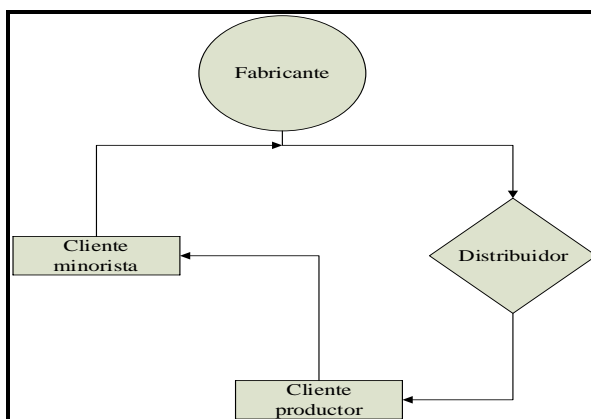 Fabricante
Cliente
minorista
Distribuidor
Cliente
productor